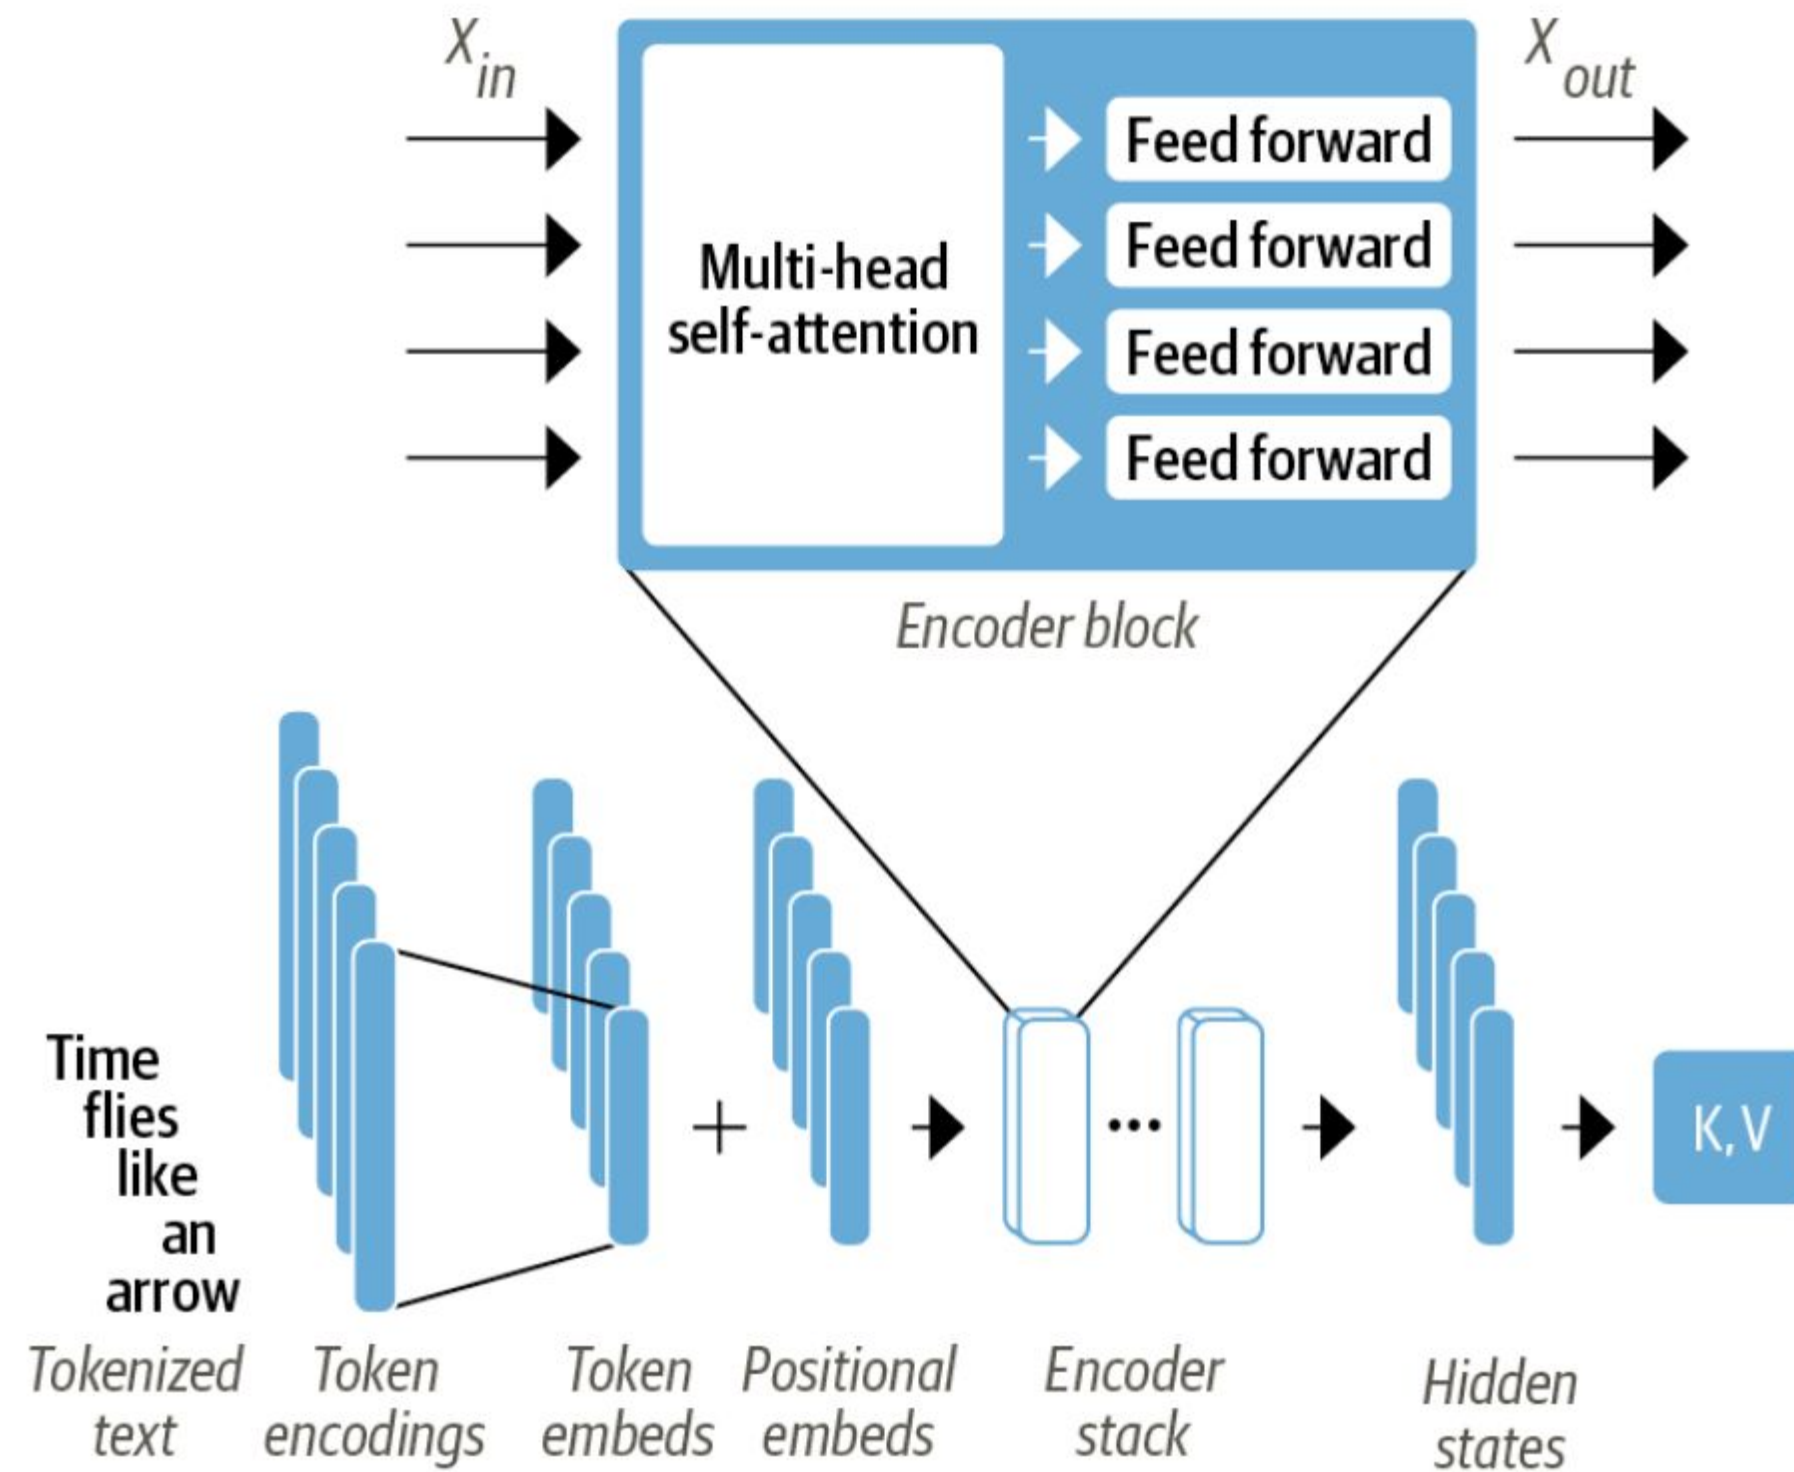 X in
X out
Multi-head
self-attention
Feed forward
Feed forward
Feed forward
Feed forward
Encoder block
Time
flies
like
an
arrow
K, V
Tokenized
text
Token
encodings
Token
embeds
Positional
embeds
Encoder
stack
Hidden
states